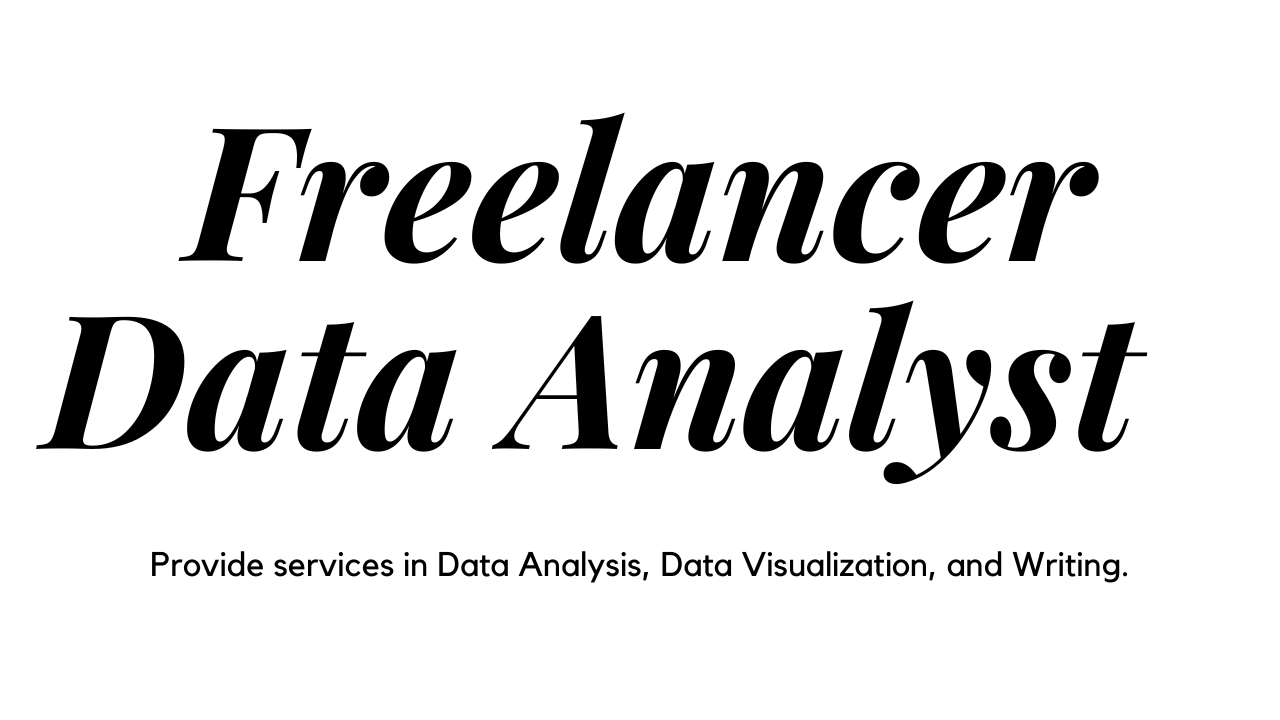 Freelancer
Data Analyst
Provide services in Data Analysis, Data Visualization, and Writing.